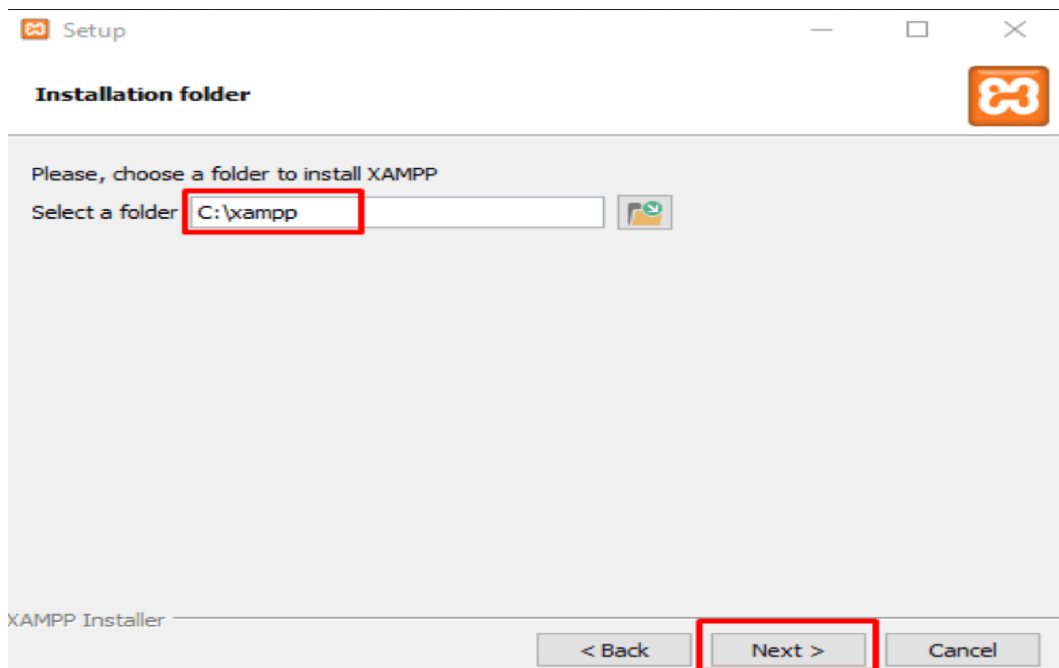 Setup
Installation folder
Please, choose a folder to install XAMPP
Select a folder C:\xampp
XAMPP Installer
< Back Next > Cancel